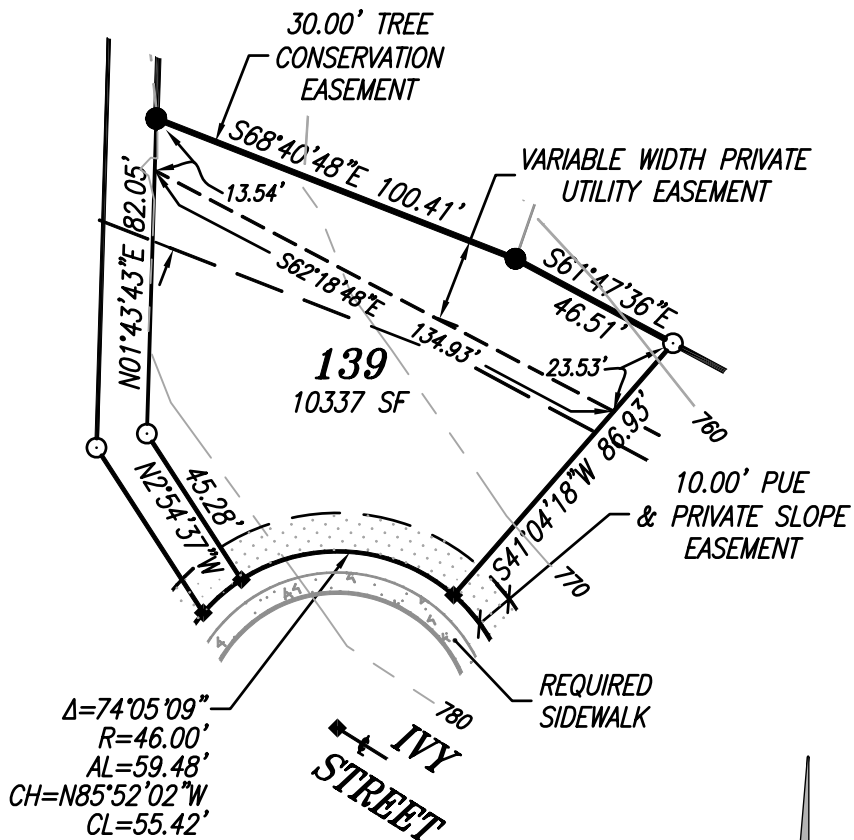 30.00' TREE
CONSERVATION
EASEMENT
S68°40'48"E 100.41'
VARIABLE WIDTH PRIVATE
UTILITY EASEMENT
13.54'
N01°43'43"E 82.05'
S62°18'48"E
134.93'
S61°47'36"E
46.51'
23.53'
139
10337 SF
760
S41°04'18"W 86.93'
10.00' PUE
& PRIVATE SLOPE
EASEMENT
45.28'
N2°54'37"W
770
REQUIRED
SIDEWALK
780
Δ=74°05'09"
R=46.00'
AL=59.48'
CH=N85°52'02"W
CL=55.42'
IVY
STREET